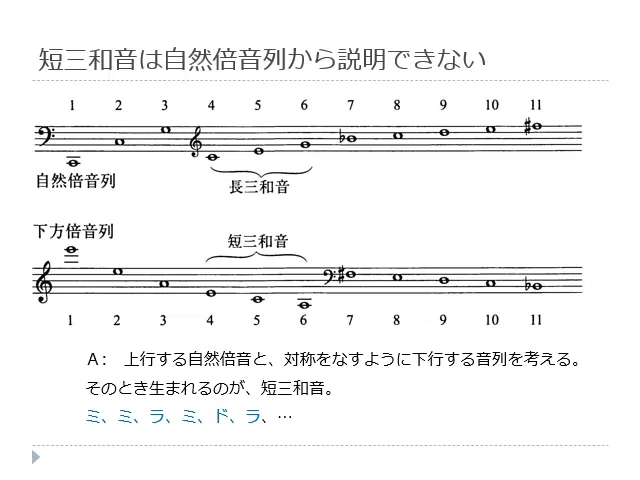 短三和音は自然倍音列から説明できない
1 2 3 4 5 6 7 8 9 10 11
自然倍音列
長三和音
下方倍音列
短三和音
1 2 3 4 5 6 7 8 9 10 11
A： 上行する自然倍音と、対称をなすように下行する音列を考える。
そのとき生まれるのが、短三和音。
ミ、ミ、ラ、ミ、ド、ラ、…